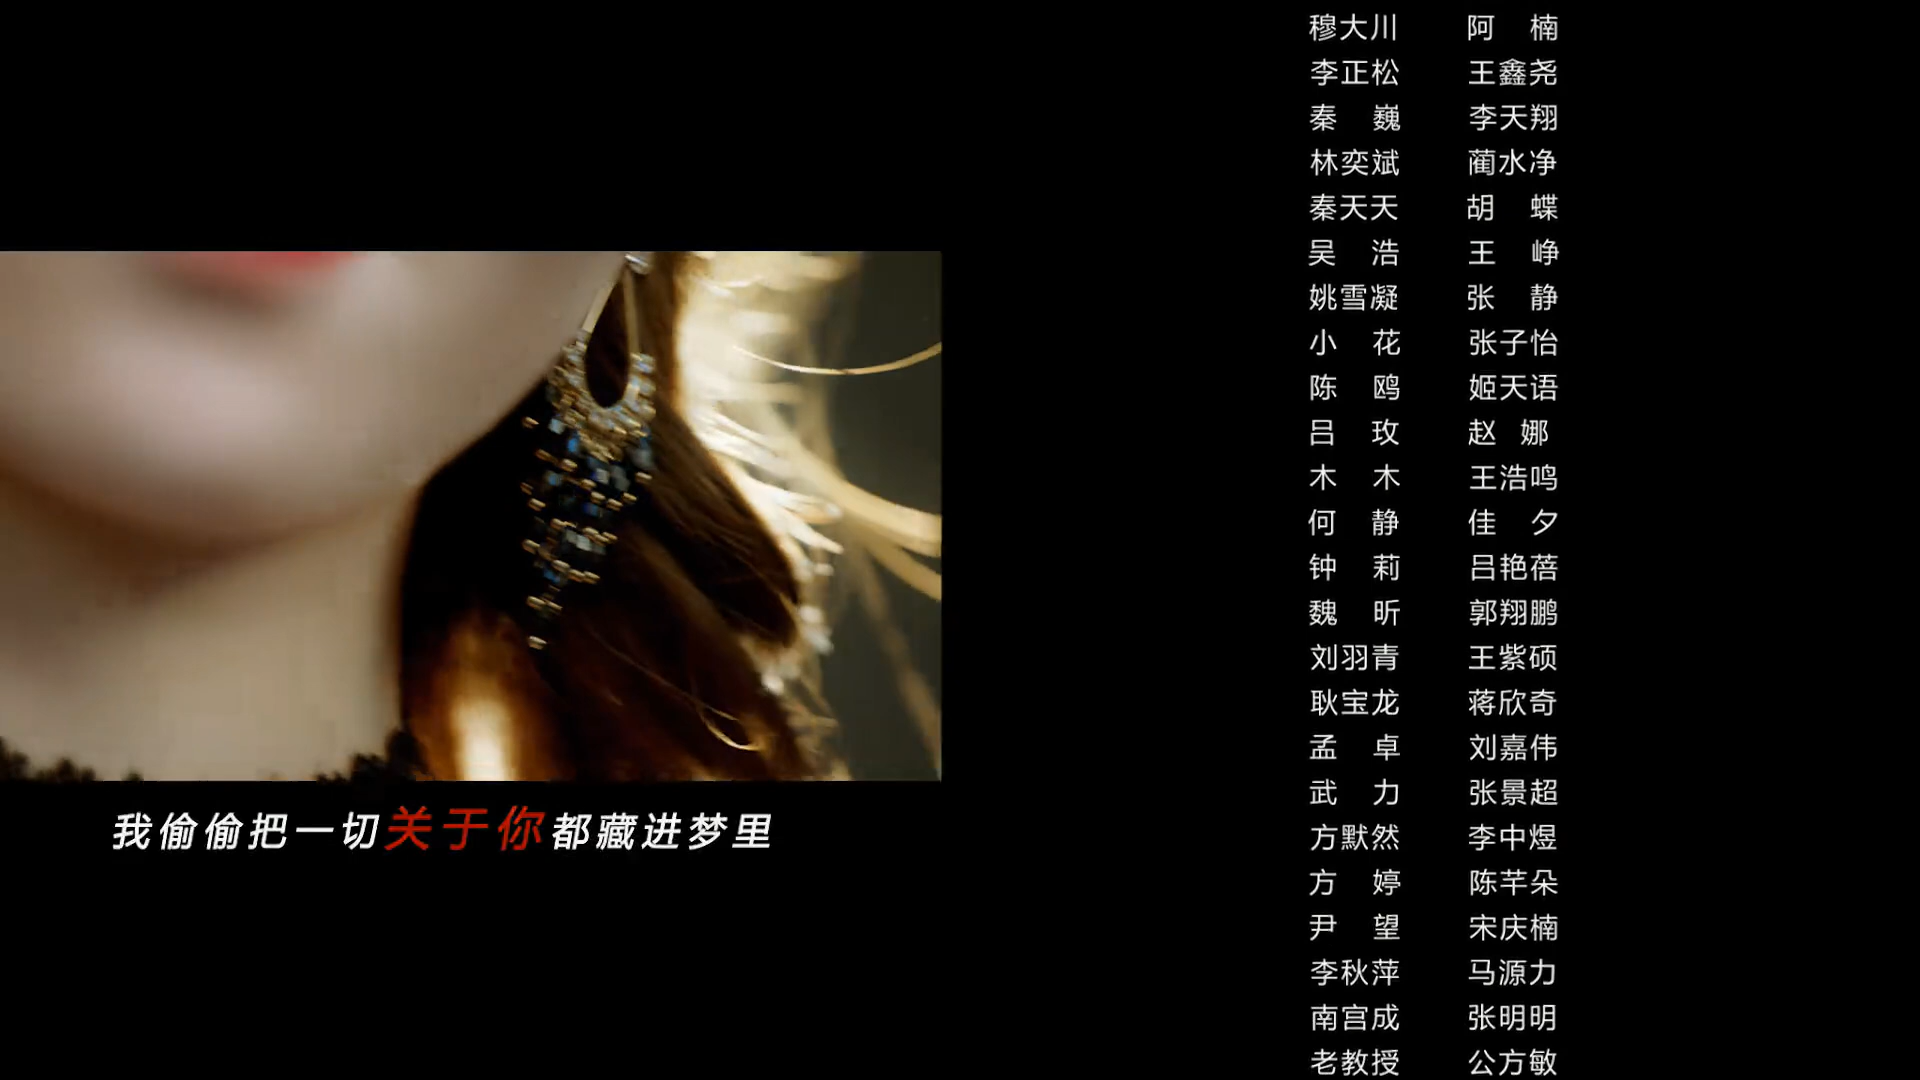 穆大川 阿楠
李正松 王鑫尧
秦巍 李天翔
林奕斌 蔺水净
秦天天 胡蝶
吴浩 王峥
姚雪凝 张静
小花 张子怡
陈鸥 姬天语
吕玫 赵娜
木木 王浩鸣
何静 佳夕
钟莉 吕艳蓓
魏昕 郭翔鹏
刘羽青 王紫硕
耿宝龙 蒋欣奇
孟卓 刘嘉伟
武力 张景超
方默然 李中煜
方婷 陈芊朵
尹望 宋庆楠
李秋萍 马源力
南宫成 张明明
老教授 公方敏
我偷偷把一切关于你都藏进梦里